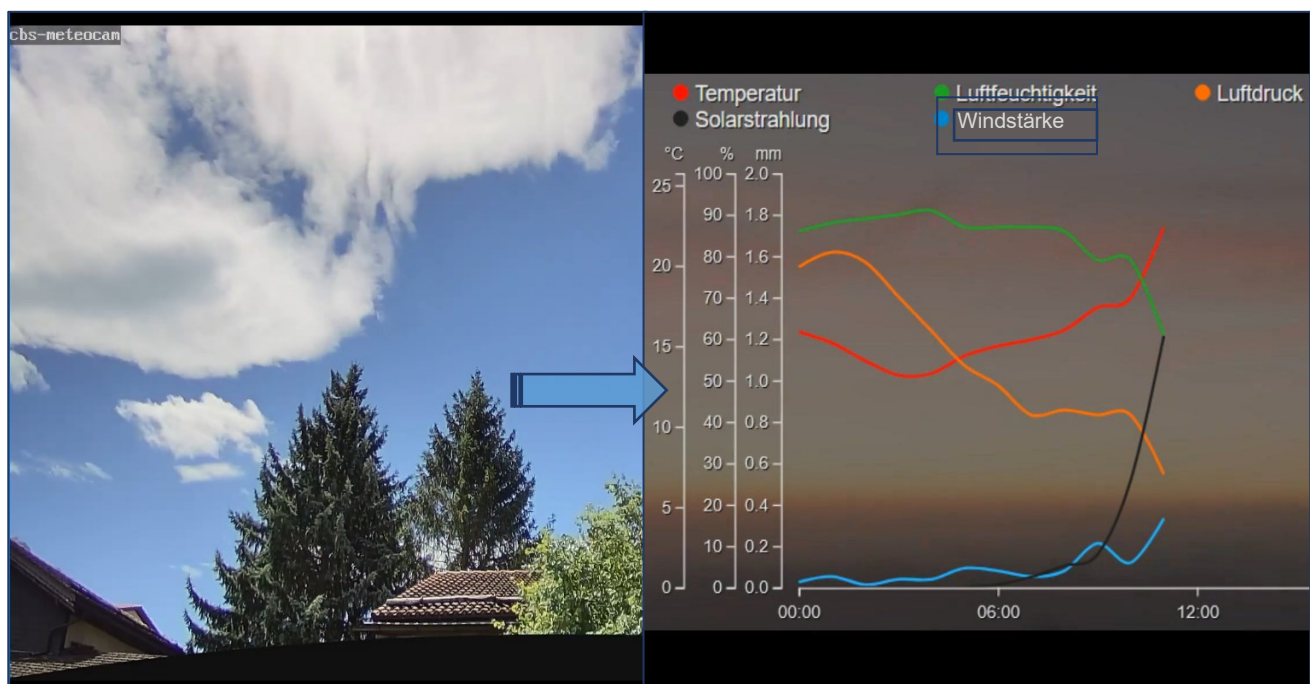 cbs-meteocam
Temperatur Luftfeuchtigkeit Luftdruck
Solarstrahlung Windstärke
°C % mm
25 100 2.0
90 1.8
20 80 1.6
70 1.4
15 60 1.2
50 1.0
10 40 0.8
30 0.6
5 20 0.4
10 0.2
0 0 0.0
00:00 06:00 12:00